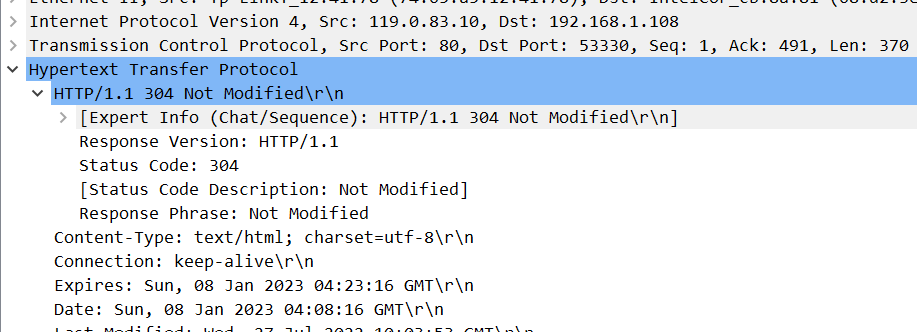 Internet Protocol Version 4, Src: 119.0.83.10, Dst: 192.168.1.108
Transmission Control Protocol, Src Port: 80, Dst Port: 53330, Seq: 1, Ack: 491, Len: 370
Hypertext Transfer Protocol
HTTP/1.1 304 Not Modified\r\n
[Expert Info (Chat/Sequence): HTTP/1.1 304 Not Modified\r\n]
Response Version: HTTP/1.1
Status Code: 304
[Status Code Description: Not Modified]
Response Phrase: Not Modified
Content-Type: text/html; charset=utf-8\r\n
Connection: keep-alive\r\n
Expires: Sun, 08 Jan 2023 04:23:16 GMT\r\n
Date: Sun, 08 Jan 2023 04:08:16 GMT\r\n